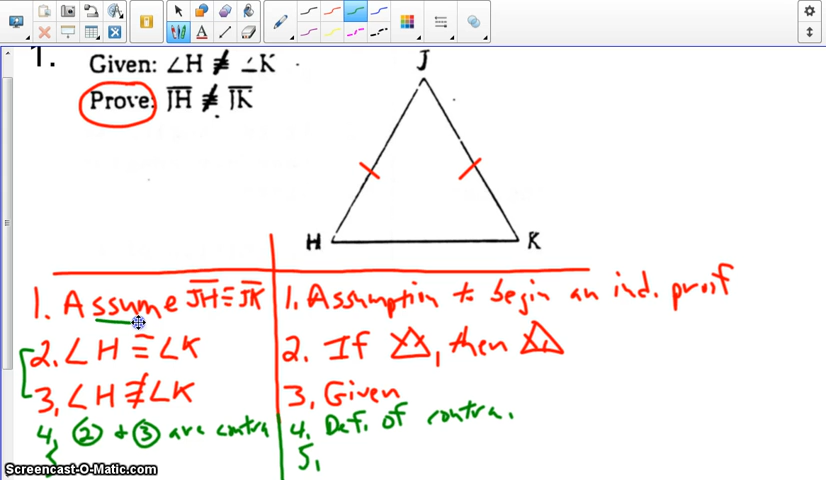 1.
Given: ∠H ≇ ∠K
Prove: JH ≇ JK
J
H
K
1. Assume JH ≅ JK
1. Assumption to begin an ind. proof
2. ∠H ≅ ∠K
2. If △, then △
3. ∠H ≇ ∠K
3. Given
4. ② + ③ are contra
4. Def. of contra.
5
5.
Screencast-O-Matic.com